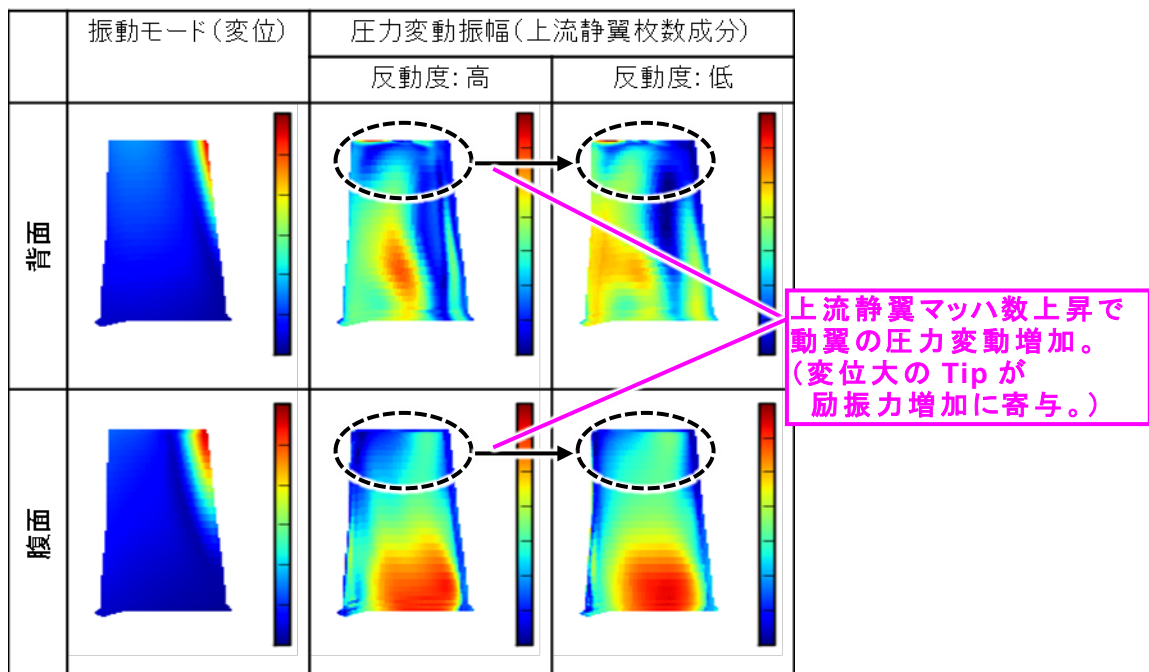 振動モード（変位）
圧力変動振幅（上流静翼枚数成分）
反動度：高
反動度：低
背面
上流静翼マッハ数上昇で
動翼の圧力変動増加。
（変位大の Tip が
励振力増加に寄与。）
腹面